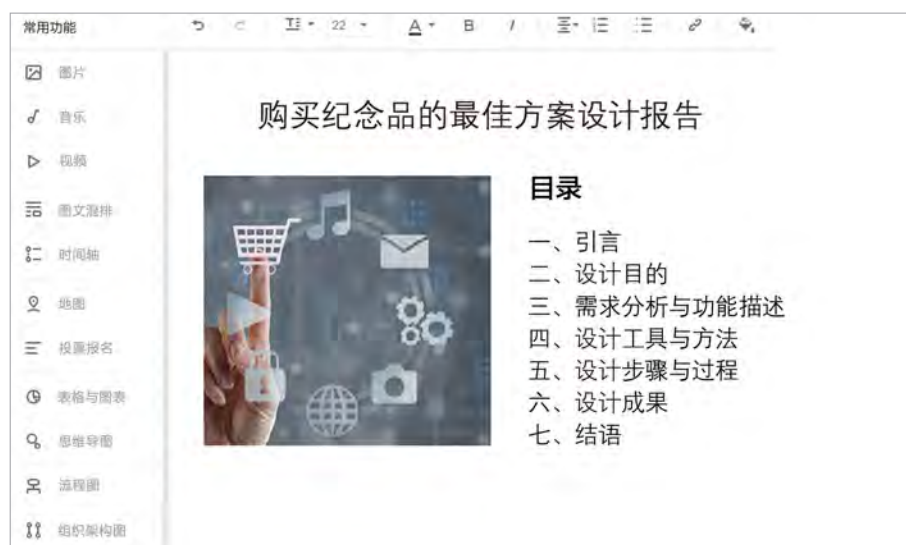 常用功能
22
A
B
I
图片
音乐
视频
图文混排
时间轴
地图
投票报名
表格与图表
思维导图
流程图
组织架构图
购买纪念品的最佳方案设计报告
目录
一、引言
二、设计目的
三、需求分析与功能描述
四、设计工具与方法
五、设计步骤与过程
六、设计成果
七、结语